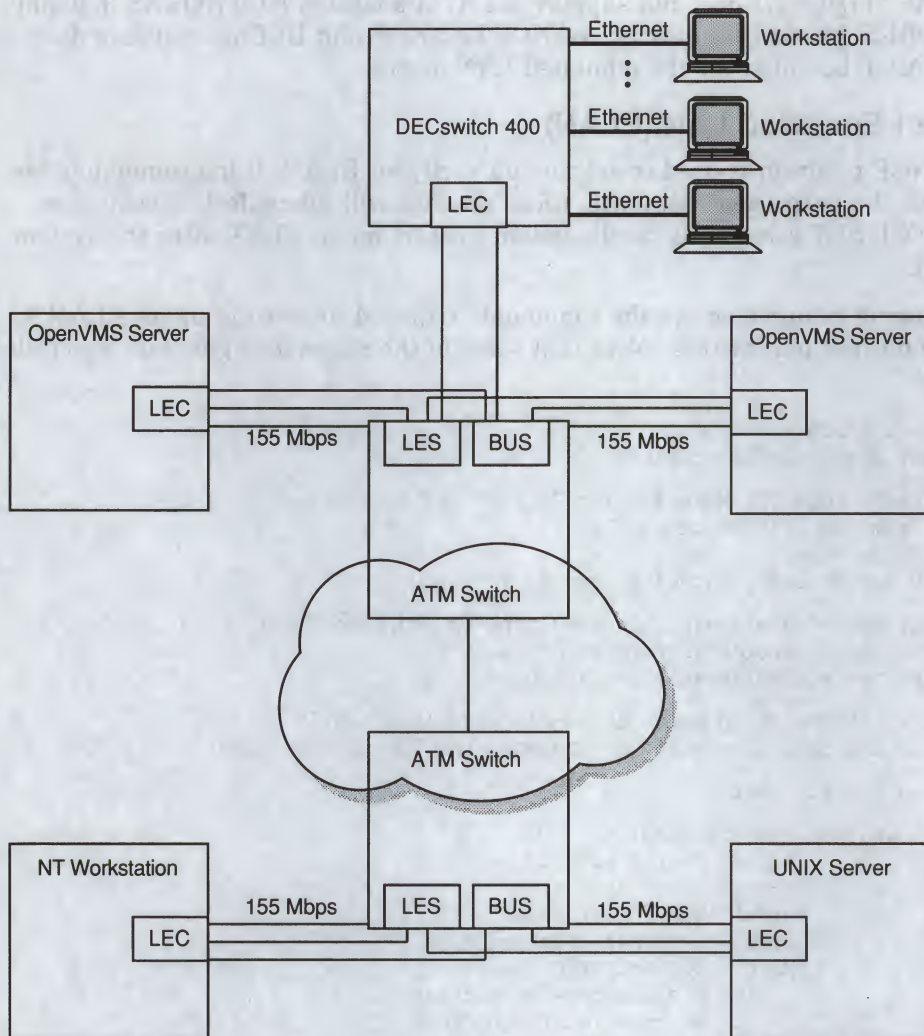 Ethernet
Workstation
DECswitch 400
Ethernet
Workstation
LEC
Ethernet
Workstation
OpenVMS Server
OpenVMS Server
LEC
LEC
155 Mbps
LES
BUS
155 Mbps
ATM Switch
ATM Switch
NT Workstation
UNIX Server
155 Mbps
LES
BUS
155 Mbps
LEC
LEC